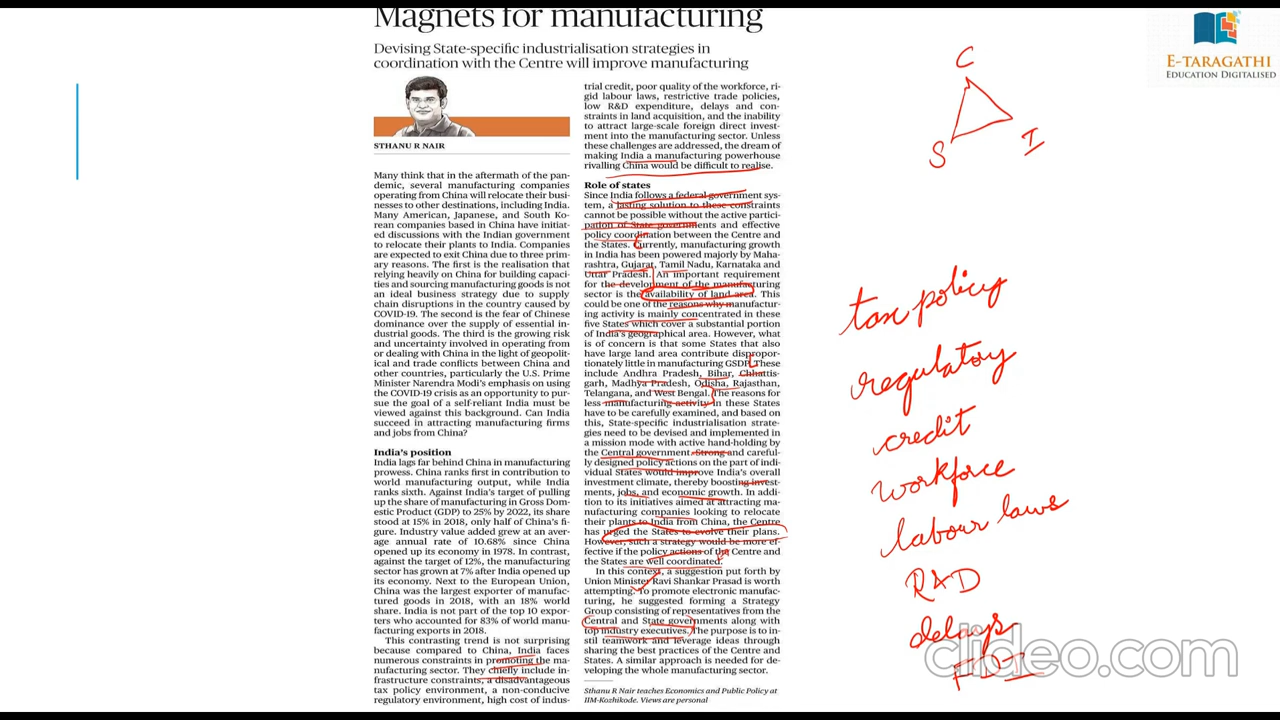 Magnets for manufacturing
Devising State-specific industrialisation strategies in
coordination with the Centre will improve manufacturing
STHANU R NAIR
Many think that in the aftermath of the pan-
demic, several manufacturing companies
operating from China will relocate their busi-
nesses to other destinations, including India.
Many American, Japanese, and South Ko-
rean companies based in China have initiat-
ed discussions with the Indian government
to relocate their plants to India. Companies
are expected to exit China due to three prim-
ary reasons. The first is the realisation that
relying heavily on China for building capaci-
ties and sourcing manufacturing goods is not
an ideal business strategy due to supply
chain disruptions in the country caused by
COVID-19. The second is the fear of Chinese
dominance over the supply of essential in-
dustrial goods. The third is the growing risk
and uncertainty involved in operating from
or dealing with China in the light of geopolit-
ical and trade conflicts between China and
other countries, particularly the U.S. Prime
Minister Narendra Modi's emphasis on using
the COVID-19 crisis as an opportunity to pur-
sue the goal of a self-reliant India must be
viewed against this background. Can India
succeed in attracting manufacturing firms
and jobs from China?
India's position
India lags far behind China in manufacturing
prowess. China ranks first in contribution to
world manufacturing output, while India
ranks sixth. Against India's target of pulling
up the share of manufacturing in Gross Dom-
estic Product (GDP) to 25% by 2022, its share
stood at 15% in 2018, only half of China's fi-
gure. Industry value added grew at an aver-
age annual rate of 10.68% since China
opened up its economy in 1978. In contrast,
against the target of 12%, the manufacturing
sector has grown at 7% after India opened up
its economy. Next to the European Union,
China was the largest exporter of manufac-
tured goods in 2018, with an 18% world
share. India is not part of the top 10 expor-
ters who accounted for 83% of world manu-
facturing exports in 2018.
This contrasting trend is not surprising
because compared to China, India faces
numerous constraints in promoting the ma-
nufacturing sector. They chiefly include in-
frastructure constraints, a disadvantageous
tax policy environment, a non-conducive
regulatory environment, high cost of indus-
trial credit, poor quality of the workforce, ri-
gid labour laws, restrictive trade policies,
low R&D expenditure, delays and con-
straints in land acquisition, and the inability
to attract large-scale foreign direct invest-
ment into the manufacturing sector. Unless
these challenges are addressed, the dream of
making India a manufacturing powerhouse
rivalling China would be difficult to realise.
Role of states
Since India follows a federal government sys-
tem, a lasting solution to these constraints
cannot be possible without the active partici-
pation of State governments and effective
policy coordination between the Centre and
the States. Currently, manufacturing growth
in India has been powered majorly by Maha-
rashtra, Gujarat, Tamil Nadu, Karnataka and
Uttar Pradesh. An important requirement
for the development of the manufacturing
sector is the availability of land area. This
could be one of the reasons why manufactur-
ing activity is mainly concentrated in these
five States which cover a substantial portion
of India's geographical area. However, what
is of concern is that some States that also
have large land area contribute dispropor-
tionately little in manufacturing GSDP. These
include Andhra Pradesh, Bihar, Chhattis-
garh, Madhya Pradesh, Odisha, Rajasthan,
Telangana, and West Bengal. The reasons for
less manufacturing activity in these States
have to be carefully examined, and based on
this, State-specific industrialisation strate-
gies need to be devised and implemented in
a mission mode with active hand-holding by
the Central government. Strong and careful-
ly designed policy actions on the part of indi-
vidual States would improve India's overall
investment climate, thereby boosting invest-
ments, jobs, and economic growth. In addi-
tion to its initiatives aimed at attracting ma-
nufacturing companies looking to relocate
their plants to India from China, the Centre
has urged the States to evolve their plans.
However, such a strategy would be more ef-
fective if the policy actions of the Centre and
the States are well coordinated.
In this context, a suggestion put forth by
Union Minister Ravi Shankar Prasad is worth
attempting. To promote electronic manufac-
turing, he suggested forming a Strategy
Group consisting of representatives from the
Central and State governments along with
top industry executives. The purpose is to in-
stil teamwork and leverage ideas through
sharing the best practices of the Centre and
States. A similar approach is needed for de-
veloping the whole manufacturing sector.
Sthanu R Nair teaches Economics and Public Policy at
IIM-Kozhikode. Views are personal
C
S
I
tax policy
regulatory
credit
workforce
labour laws
R&D
delays
FDI
E-TARAGATHI
EDUCATION DIGITALISED
clideo.com